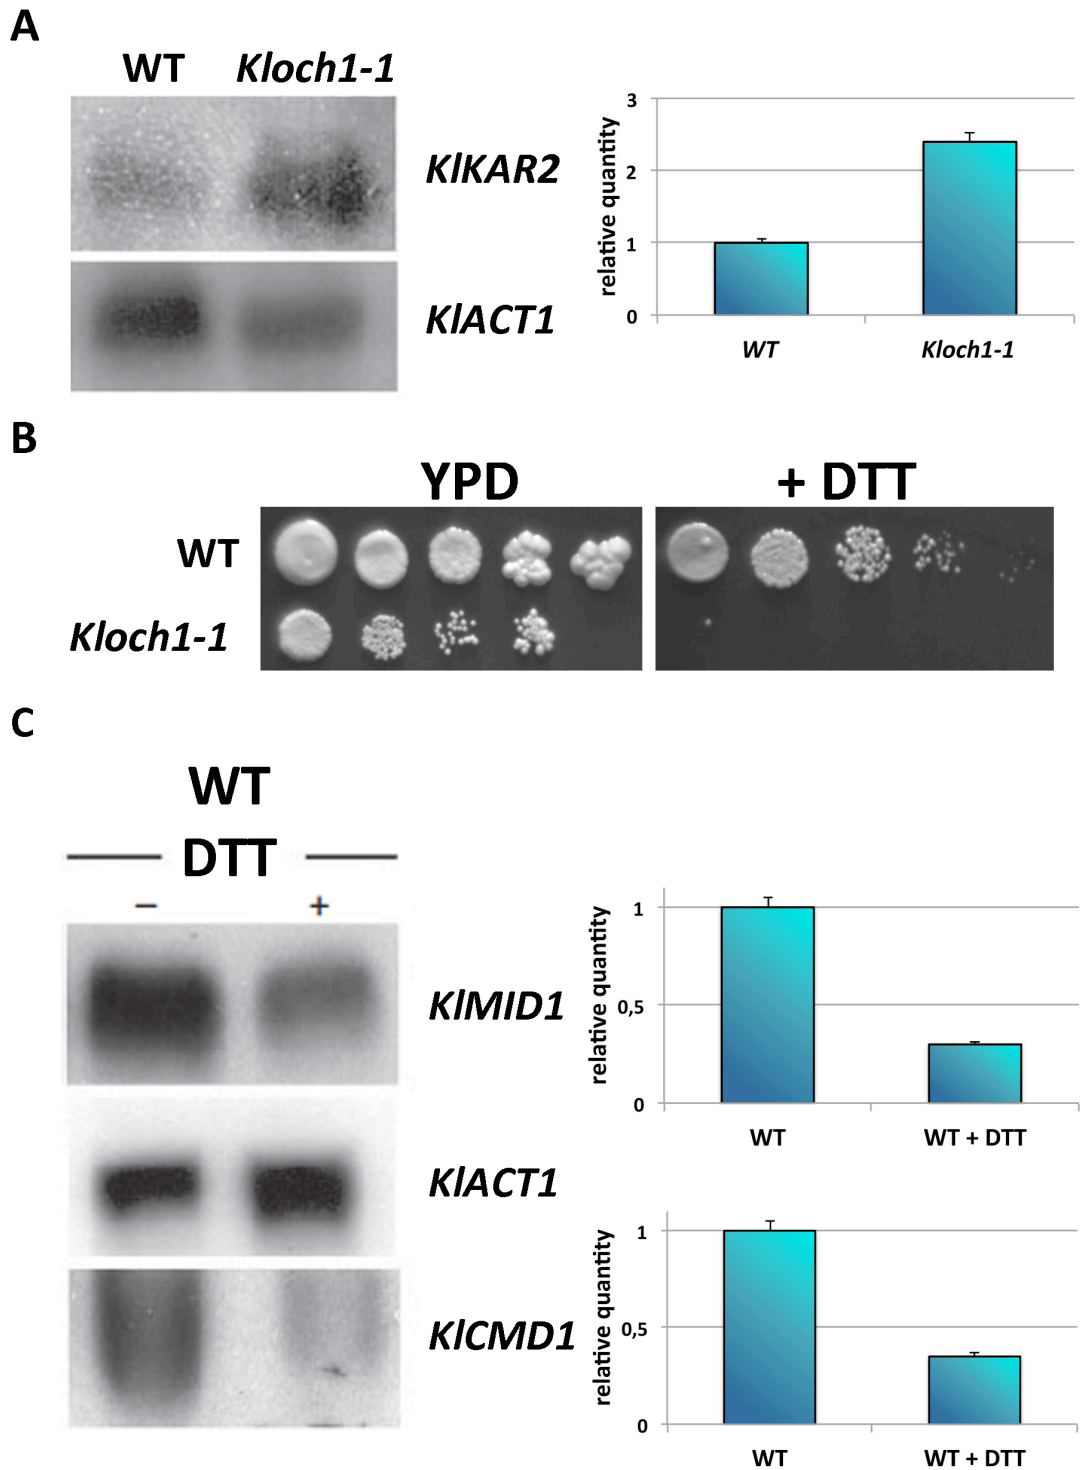 A
WT Kloch1-1
KlKAR2
KlACT1
3
2
1
0
relative quantity
WT Kloch1-1
B
YPD + DTT
WT
Kloch1-1
C
WT
DTT
– +
KlMID1
KlACT1
KlCMD1
1
0,5
0
relative quantity
WT WT + DTT
1
0,5
0
relative quantity
WT WT + DTT